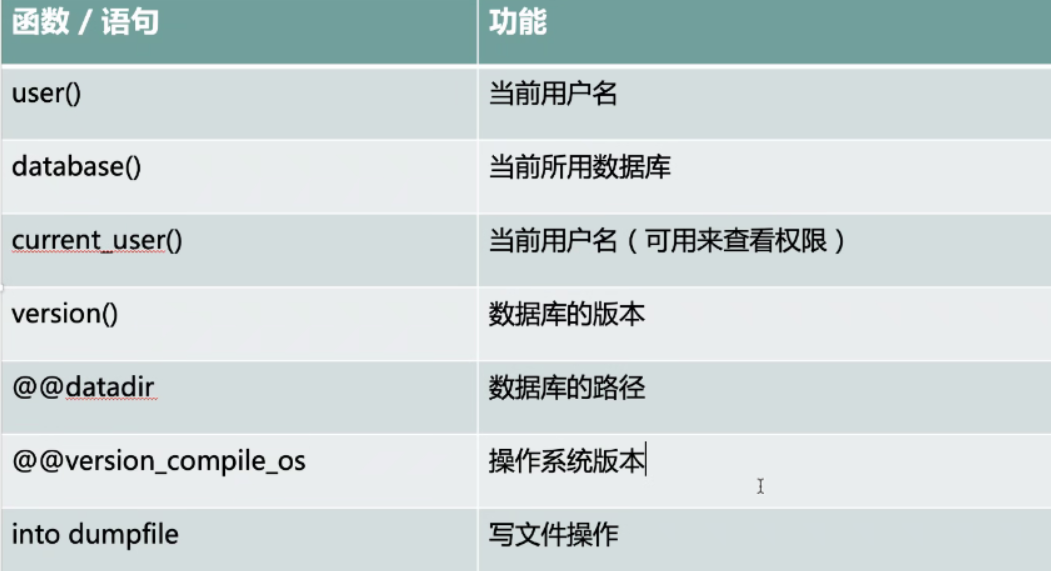 函数 / 语句 功能
user() 当前用户名
database() 当前所用数据库
current_user() 当前用户名（可用来查看权限）
version() 数据库的版本
@@datadir 数据库的路径
@@version_compile_os 操作系统版本
into dumpfile 写文件操作